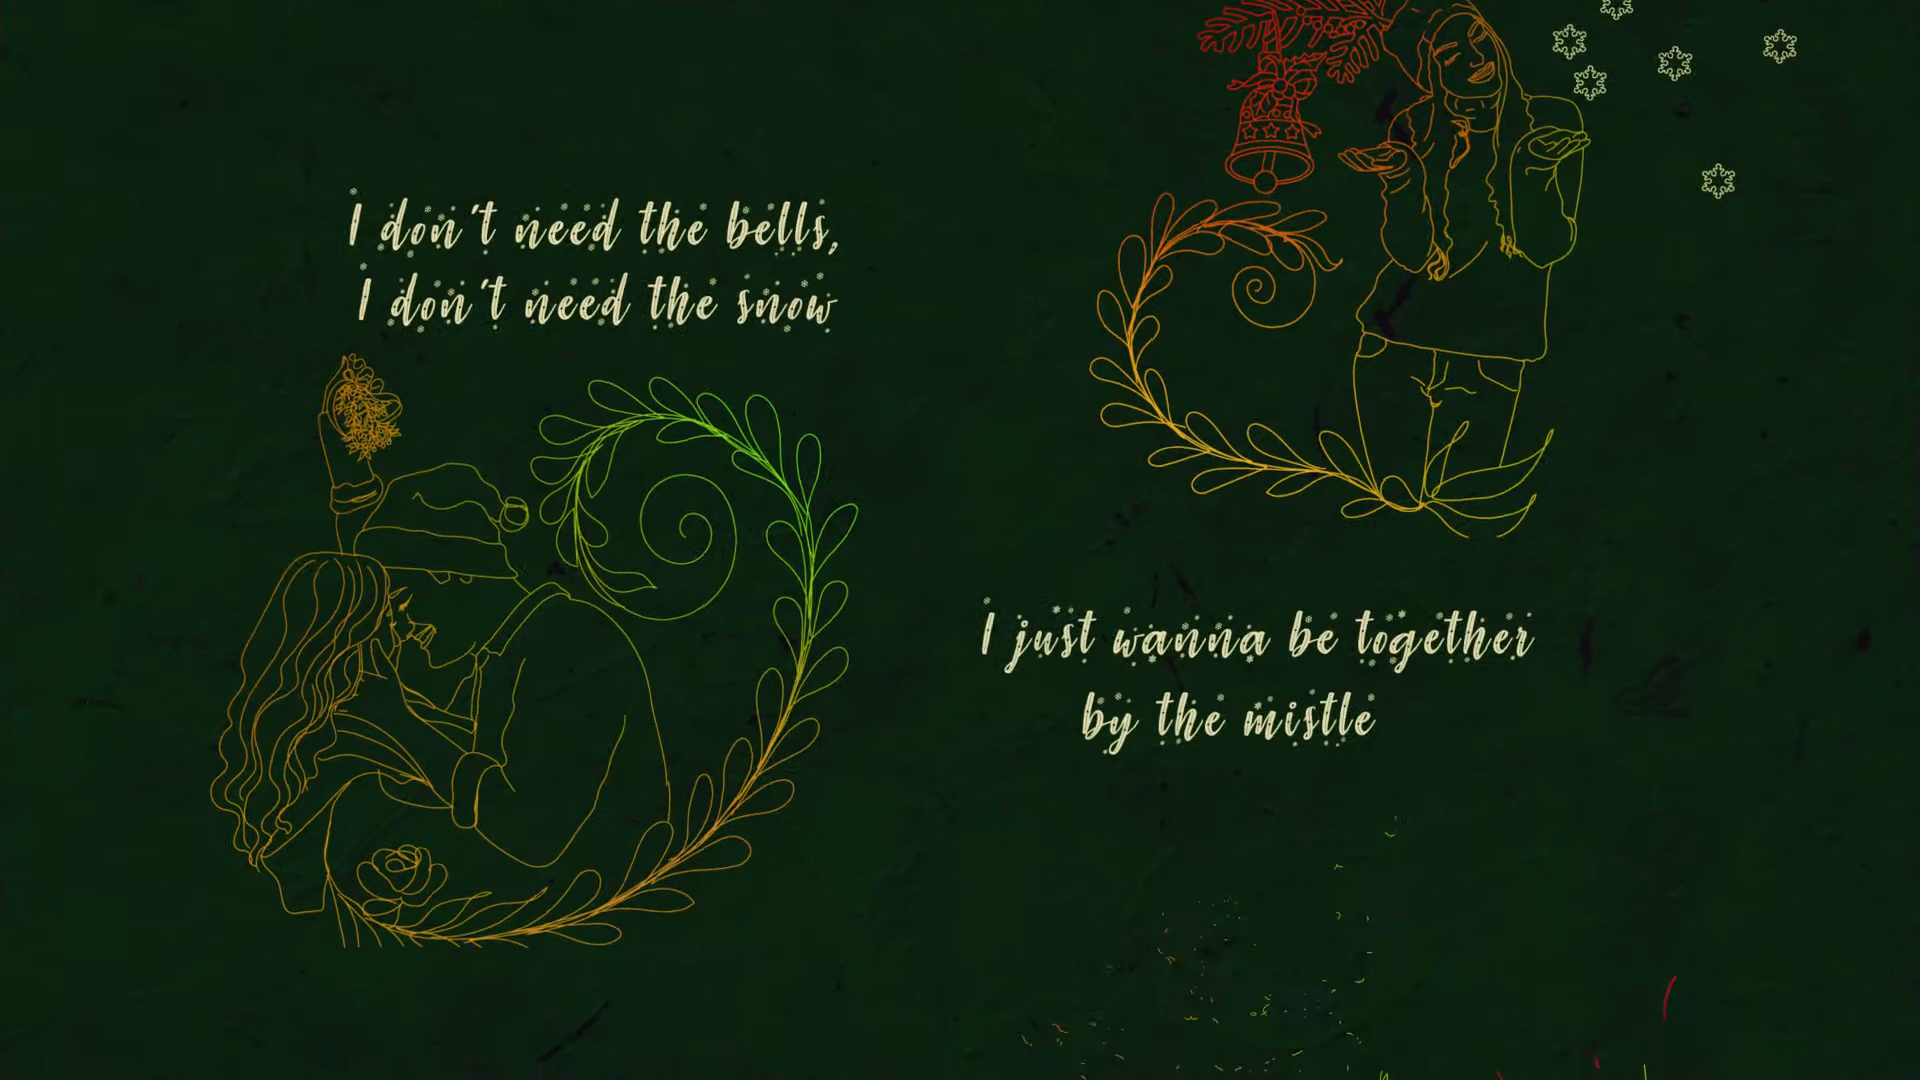 I don't need the bells,
I don't need the snow
I just wanna be together
by the mistle